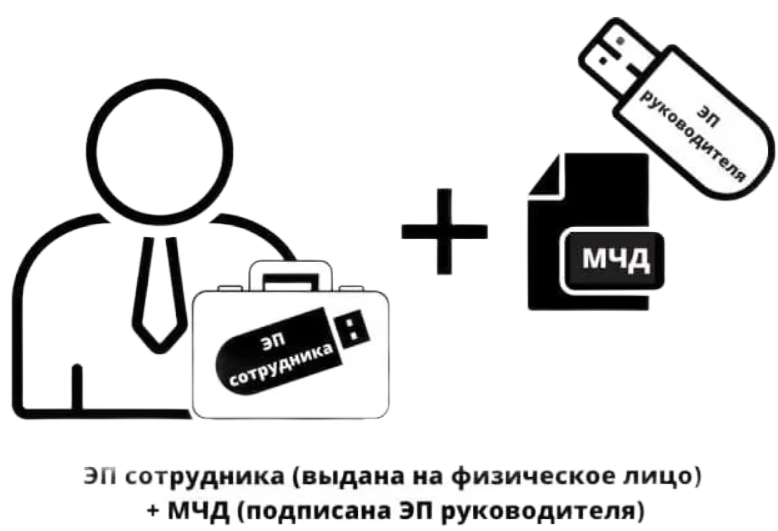 ЭП
руководителя
МЧД
ЭП
сотрудника
ЭП сотрудника (выдана на физическое лицо)
+ МЧД (подписана ЭП руководителя)